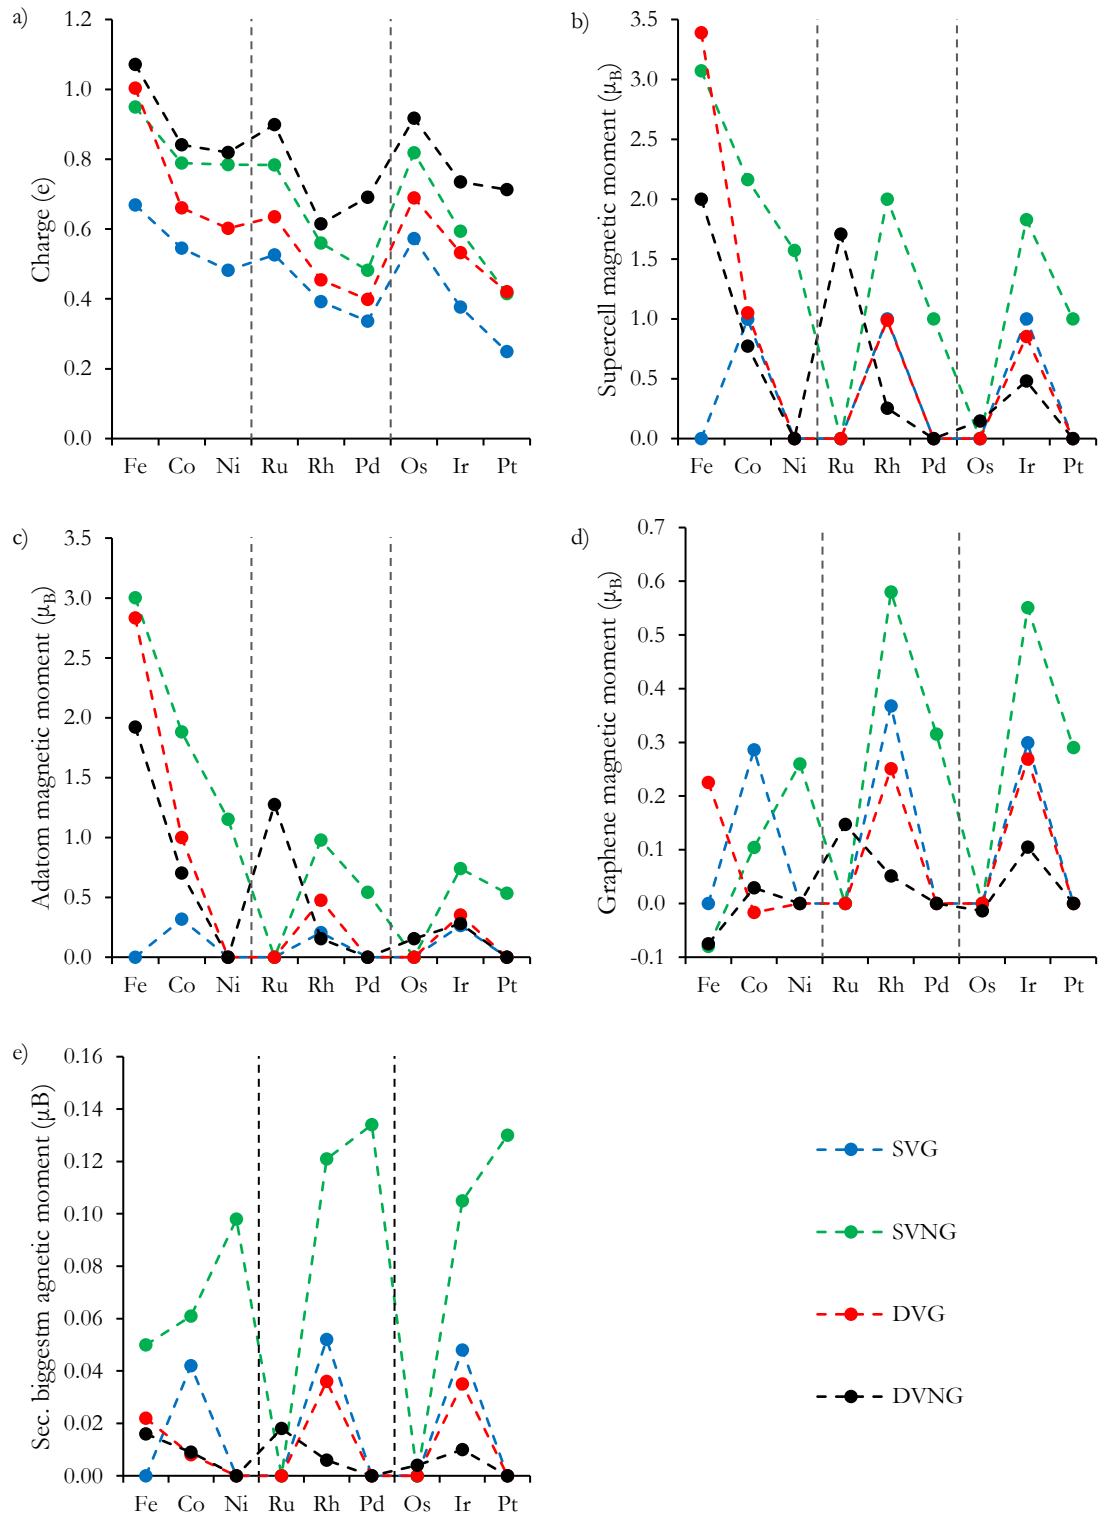 a)
Charge (e)
1.2
1.0
0.8
0.6
0.4
0.2
0.0
Fe Co Ni Ru Rh Pd Os Ir Pt
b)
Supercell magnetic moment (μB)
3.5
3.0
2.5
2.0
1.5
1.0
0.5
0.0
Fe Co Ni Ru Rh Pd Os Ir Pt
c)
Adatom magnetic moment (μB)
3.5
3.0
2.5
2.0
1.5
1.0
0.5
0.0
Fe Co Ni Ru Rh Pd Os Ir Pt
d)
Graphene magnetic moment (μB)
0.7
0.6
0.5
0.4
0.3
0.2
0.1
0.0
-0.1
Fe Co Ni Ru Rh Pd Os Ir Pt
e)
Sec. biggestm agnetic moment (μB)
0.16
0.14
0.12
0.10
0.08
0.06
0.04
0.02
0.00
Fe Co Ni Ru Rh Pd Os Ir Pt
SVG
SVNG
DVG
DVNG